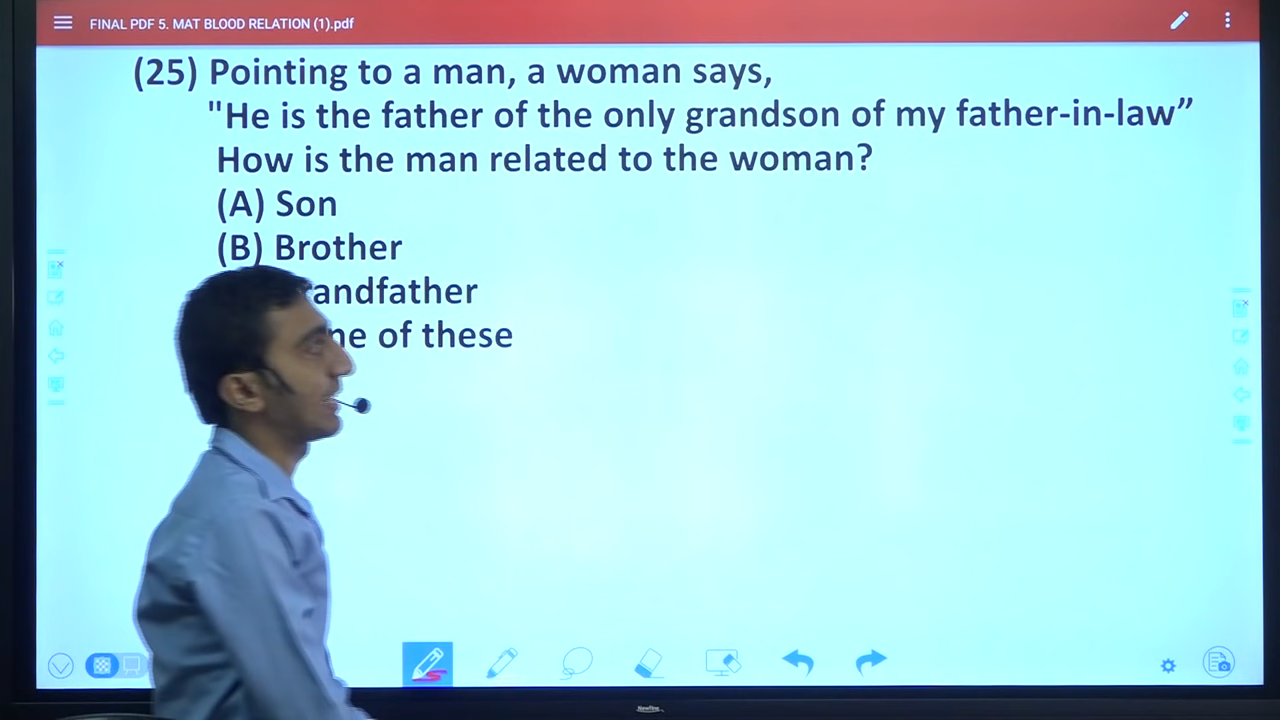 FINAL PDF 5. MAT BLOOD RELATION (1).pdf
(25) Pointing to a man, a woman says,
"He is the father of the only grandson of my father-in-law”
How is the man related to the woman?
(A) Son
(B) Brother
andfather
ne of these
Newline